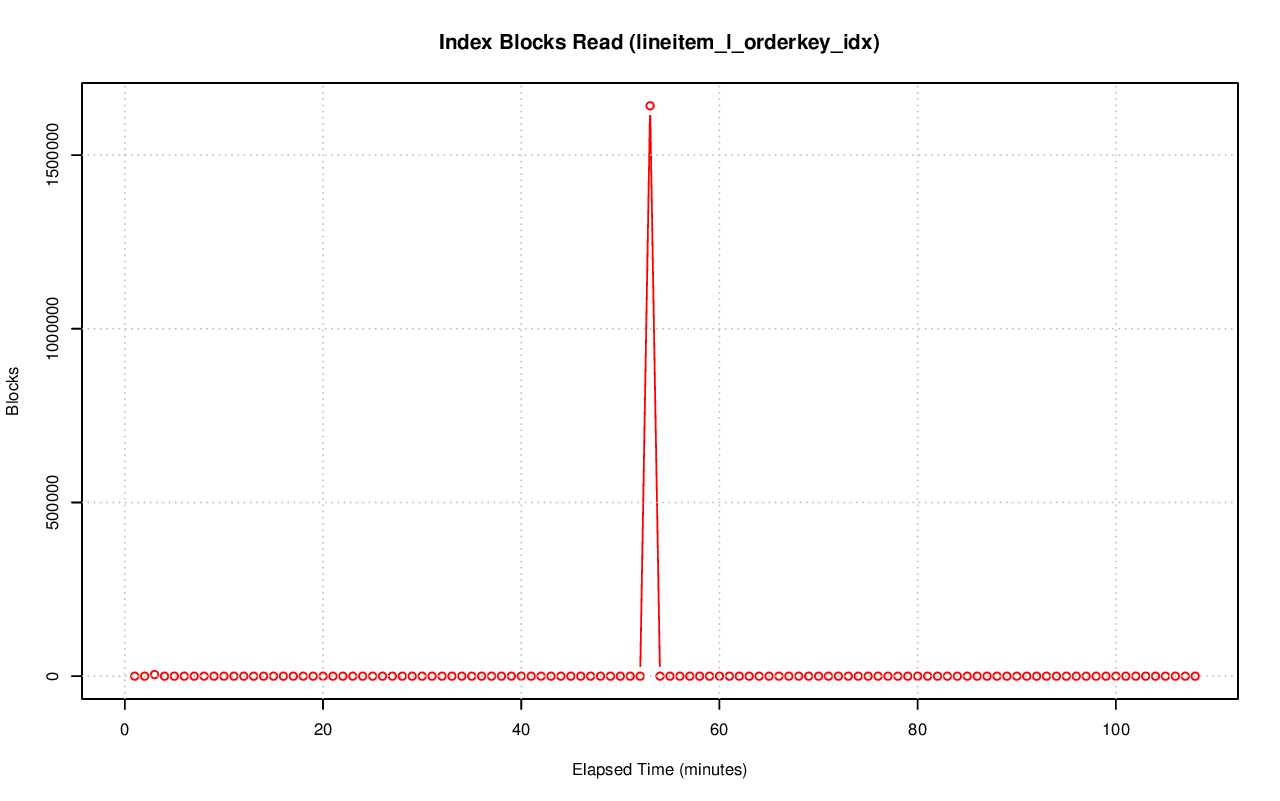 Index Blocks Read (lineitem_l_orderkey_idx)
Blocks
1500000
1000000
500000
0
0 20 40 60 80 100
Elapsed Time (minutes)